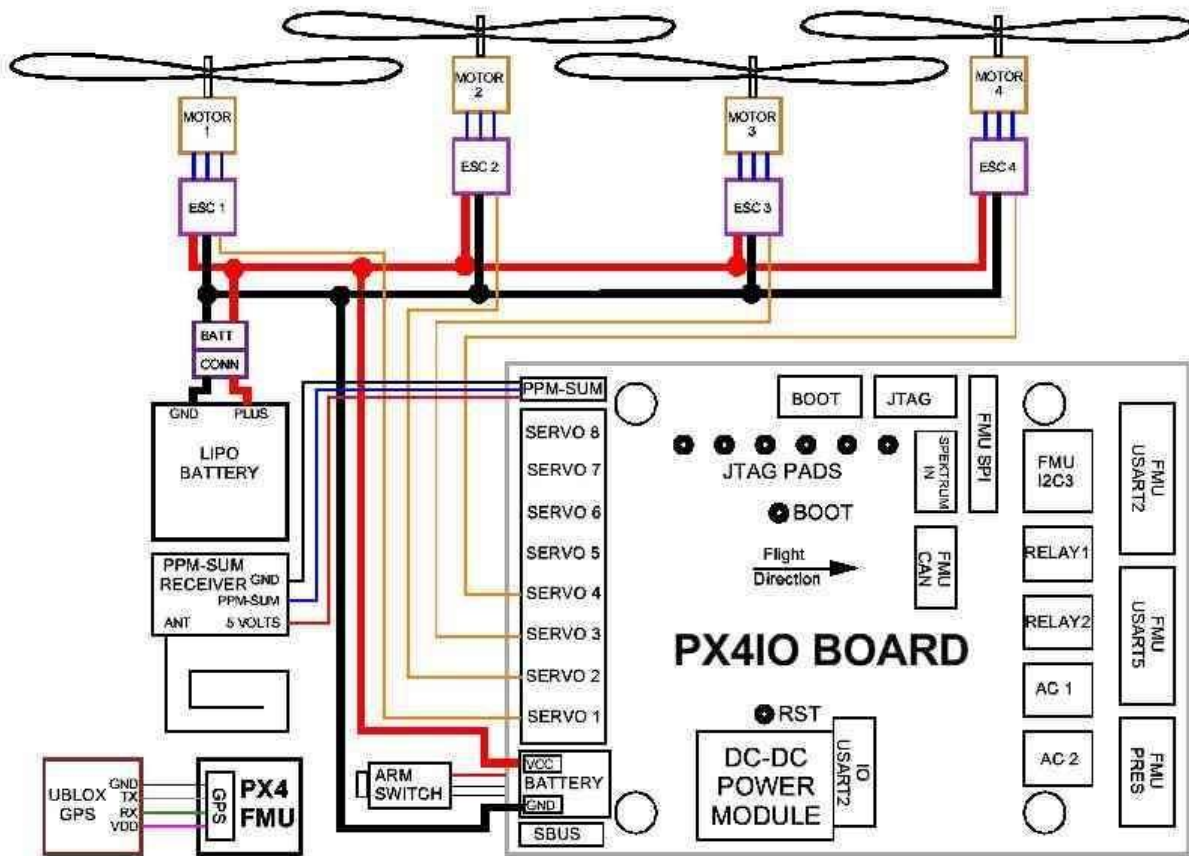 MOTOR
1
MOTOR
2
MOTOR
3
MOTOR
4
ESC 1
ESC 2
ESC 3
ESC 4
BATT
CONN
GND PLUS
LIPO
BATTERY
PPM-SUM
RECEIVER
GND
PPM-SUM
ANT 5 VOLTS
UBLOX
GPS
GND
TX
RX
VDD
GPS
PX4
FMU
ARM
SWITCH
PPM-SUM
SERVO 8
SERVO 7
SERVO 6
SERVO 5
SERVO 4
SERVO 3
SERVO 2
SERVO 1
VCC
BATTERY
GND
SBUS
BOOT
JTAG
FMU SPI
JTAG PADS
SPEKTRUM
IN
BOOT
Flight
Direction
FMU
CAN
PX4IO BOARD
RST
DC-DC
POWER
MODULE
IO
USART2
FMU
I2C3
RELAY1
RELAY2
AC 1
AC 2
FMU
USART2
FMU
USART5
FMU
PRES